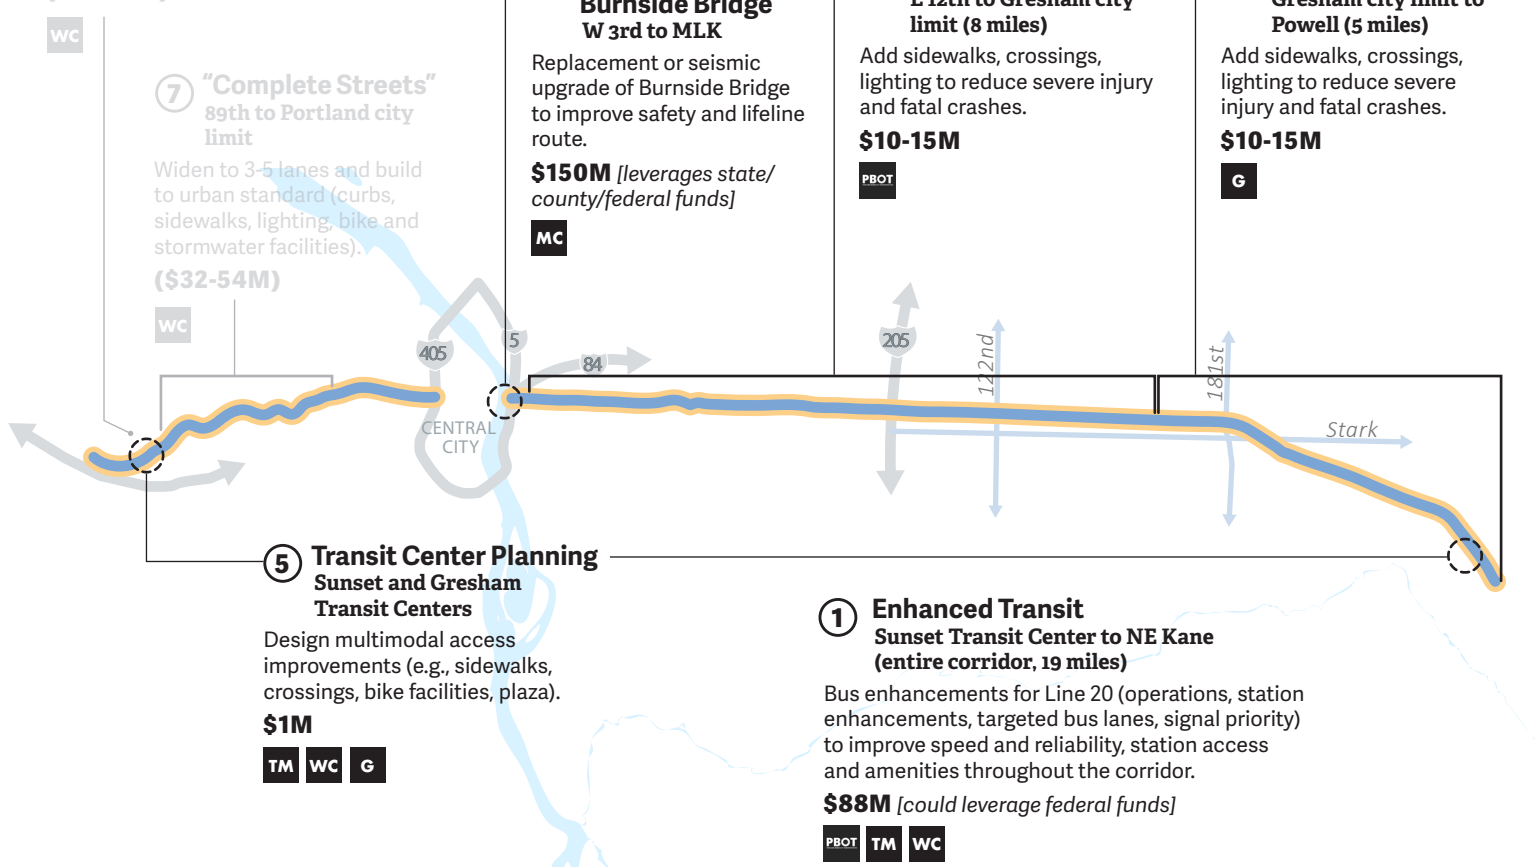 WC
7
“Complete Streets”
89th to Portland city
limit
Widen to 3-5 lanes and build
to urban standard (curbs,
sidewalks, lighting, bike and
stormwater facilities).
($32-54M)
WC
Burnside Bridge
W 3rd to MLK
Replacement or seismic
upgrade of Burnside Bridge
to improve safety and lifeline
route.
$150M [leverages state/
county/federal funds]
MC
E 12th to Gresham city
limit (8 miles)
Add sidewalks, crossings,
lighting to reduce severe injury
and fatal crashes.
$10-15M
PBOT
Gresham city limit to
Powell (5 miles)
Add sidewalks, crossings,
lighting to reduce severe
injury and fatal crashes.
$10-15M
G
405
5
84
205
122nd
181st
Stark
CENTRAL
CITY
5
Transit Center Planning
Sunset and Gresham
Transit Centers
Design multimodal access
improvements (e.g., sidewalks,
crossings, bike facilities, plaza).
$1M
TM WC G
1
Enhanced Transit
Sunset Transit Center to NE Kane
(entire corridor, 19 miles)
Bus enhancements for Line 20 (operations, station
enhancements, targeted bus lanes, signal priority)
to improve speed and reliability, station access
and amenities throughout the corridor.
$88M [could leverage federal funds]
PBOT TM WC